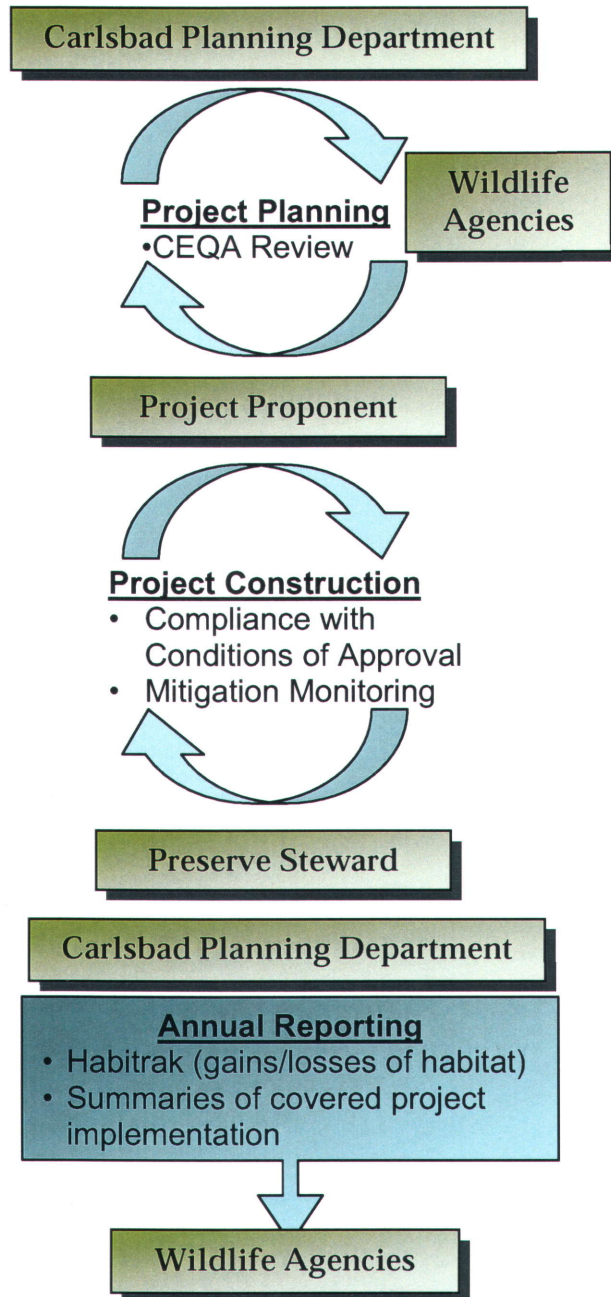 Carlsbad Planning Department
Wildlife
Agencies
Project Planning
•CEQA Review
Project Proponent
Project Construction
• Compliance with
Conditions of Approval
• Mitigation Monitoring
Preserve Steward
Carlsbad Planning Department
Annual Reporting
• Habitrak (gains/losses of habitat)
• Summaries of covered project
implementation
Wildlife Agencies